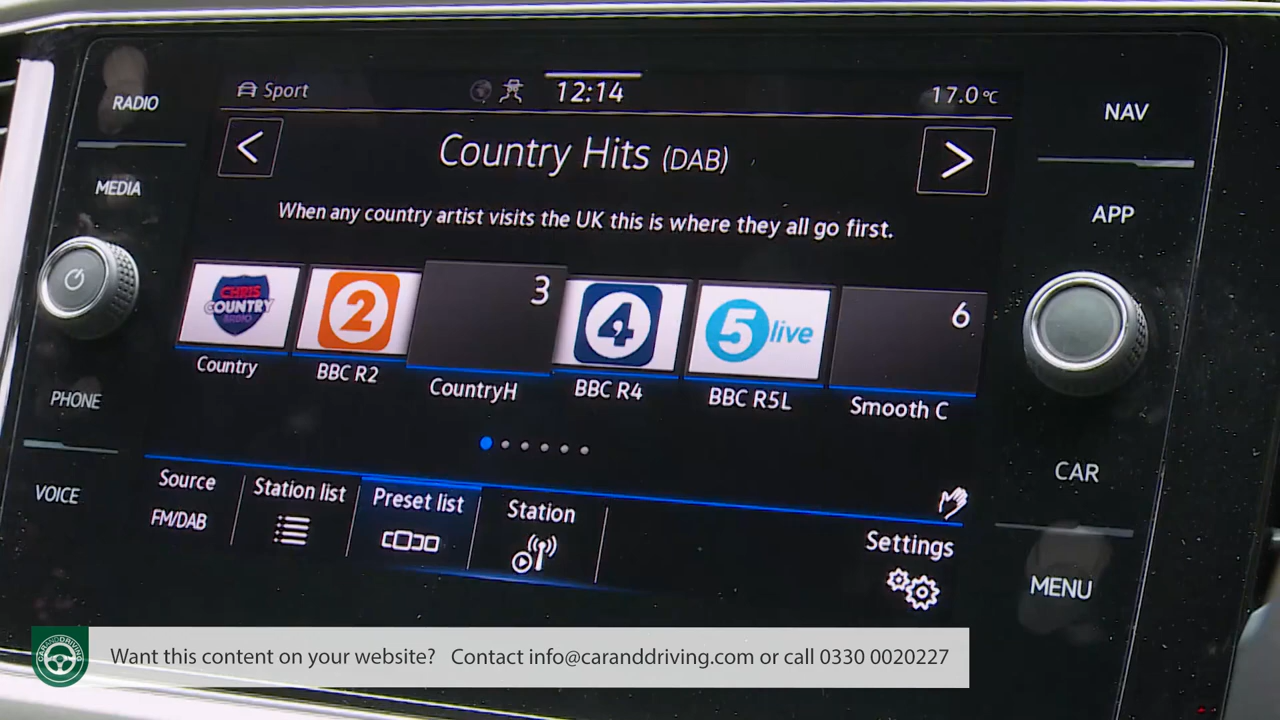 RADIO
Sport
12:14
17.0°C
NAV
Country Hits (DAB)
MEDIA
When any country artist visits the UK this is where they all go first.
APP
CHRIS
COUNTRY
RADIO
2
3
4
5live
6
Country
BBC R2
CountryH
BBC R4
BBC R5L
Smooth C
PHONE
CAR
VOICE
Source
FM/DAB
Station list
Preset list
Station
Settings
MENU
CARANDDRIVING
Want this content on your website? Contact info@caranddriving.com or call 0330 0020227